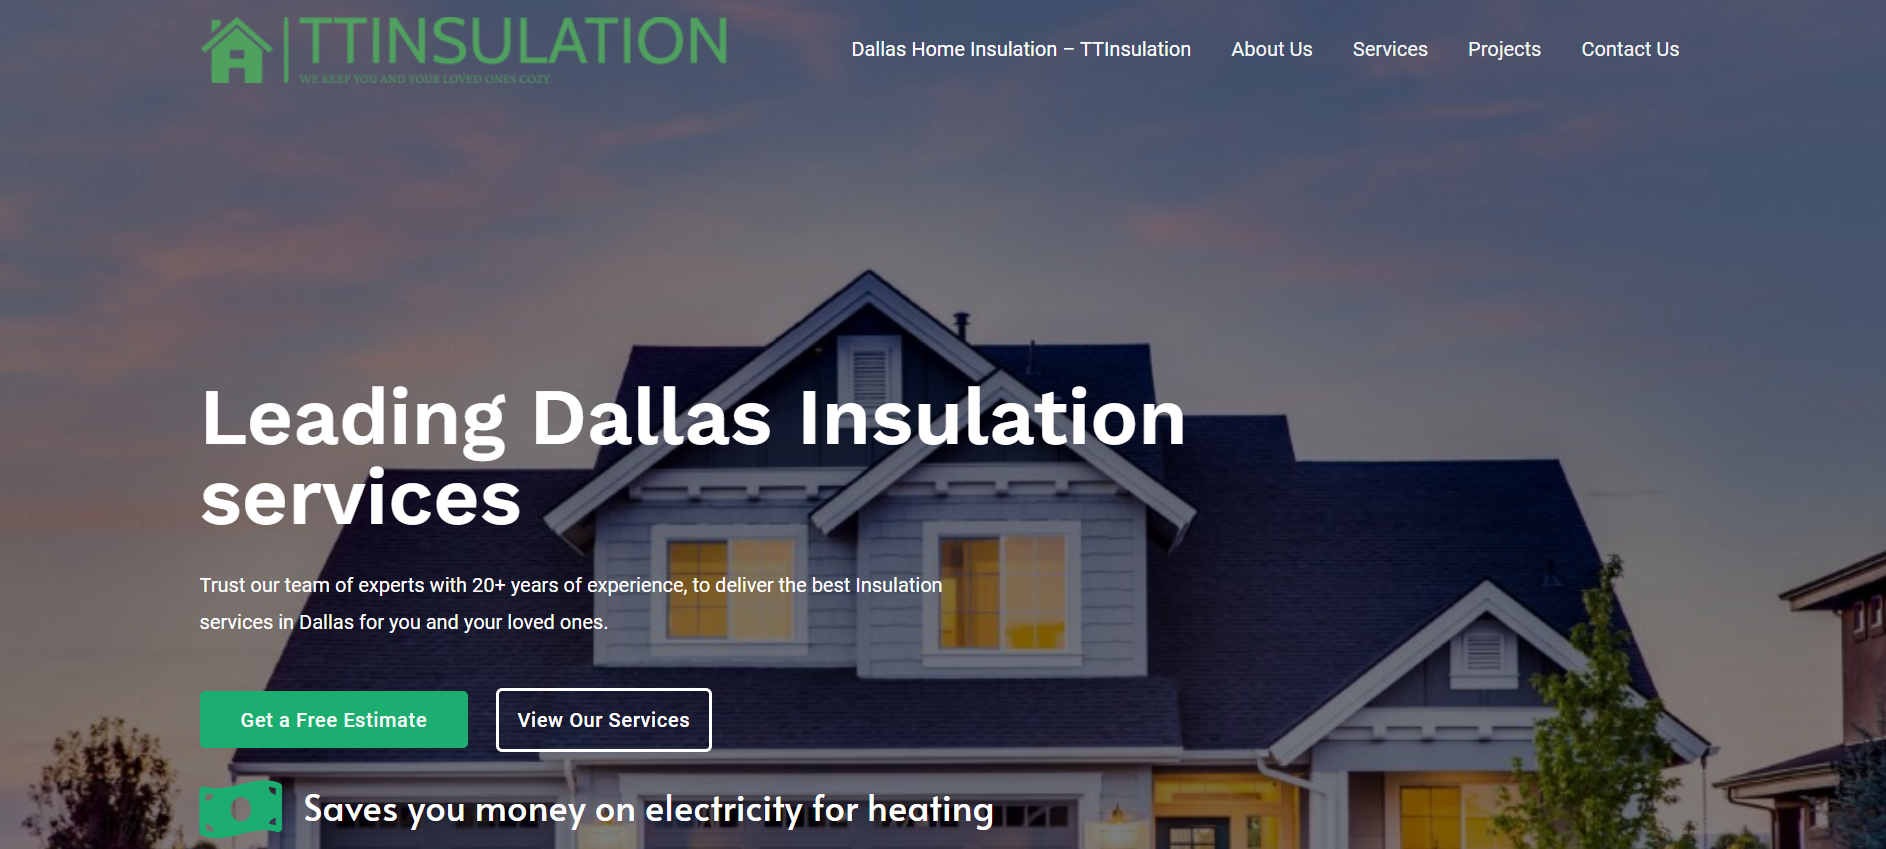 TTINSULATION
WE KEEP YOU AND YOUR LOVED ONES COZY
Dallas Home Insulation – TTInsulation About Us Services Projects Contact Us
Leading Dallas Insulation
services
Trust our team of experts with 20+ years of experience, to deliver the best Insulation
services in Dallas for you and your loved ones.
Get a Free Estimate View Our Services
Saves you money on electricity for heating